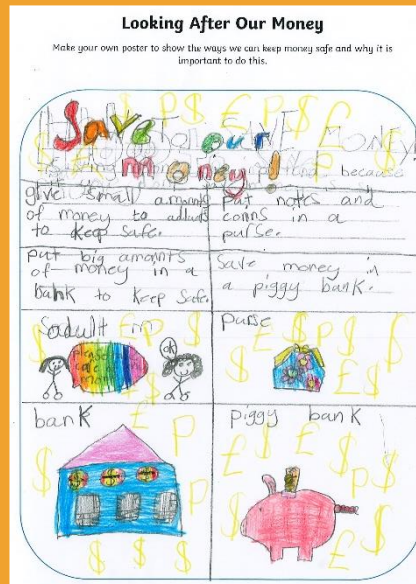 Looking After Our Money
Make your own poster to show the ways we can keep money safe and why it is
important to do this.
Save our
money!
because
give small amounts
of money to adults
to keep safe.
put notes and
coins in a
purse.
put big amounts
of money in a
bank to keep safe.
Save money in
a piggy bank.
purse
please
ok
bank
piggy bank